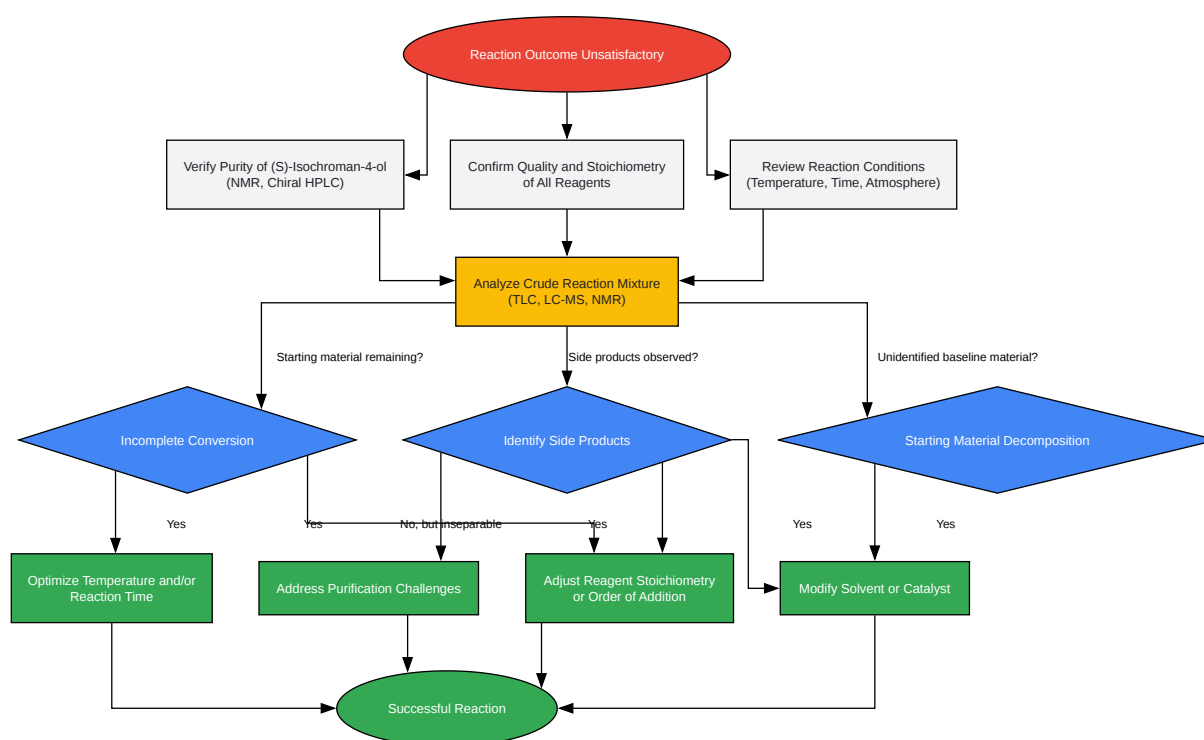 Reaction Outcome Unsatisfactory
Verify Purity of (S)-Isochroman-4-ol
(NMR, Chiral HPLC)
Confirm Quality and Stoichiometry
of All Reagents
Review Reaction Conditions
(Temperature, Time, Atmosphere)
Analyze Crude Reaction Mixture
(TLC, LC-MS, NMR)
Starting material remaining?
Side products observed?
Unidentified baseline material?
Incomplete Conversion
Identify Side Products
Starting Material Decomposition
Yes
Yes
No, but inseparable
Yes
Yes
Yes
Optimize Temperature and/or
Reaction Time
Address Purification Challenges
Adjust Reagent Stoichiometry
or Order of Addition
Modify Solvent or Catalyst
Successful Reaction